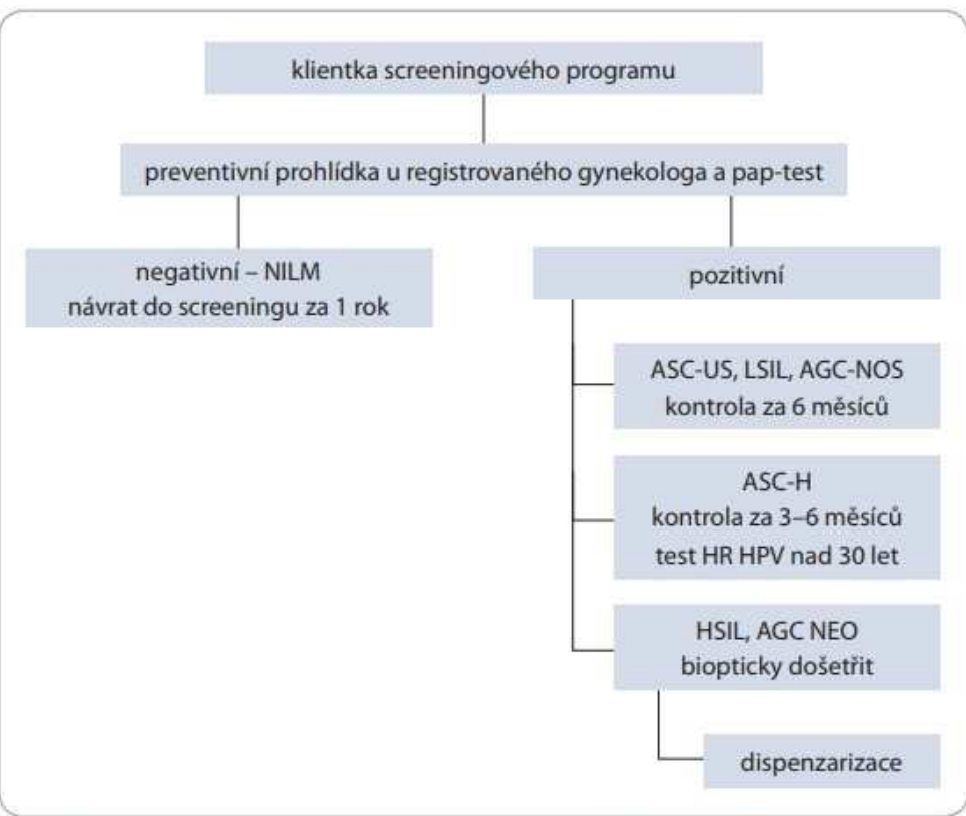 klientka screeningového programu
preventivní prohlídka u registrovaného gynekologa a pap-test
negativní – NILM
návrat do screeningu za 1 rok
pozitivní
ASC-US, LSIL, AGC-NOS
kontrola za 6 měsíců
ASC-H
kontrola za 3–6 měsíců
test HR HPV nad 30 let
HSIL, AGC NEO
biopticky došetřit
dispenzarizace